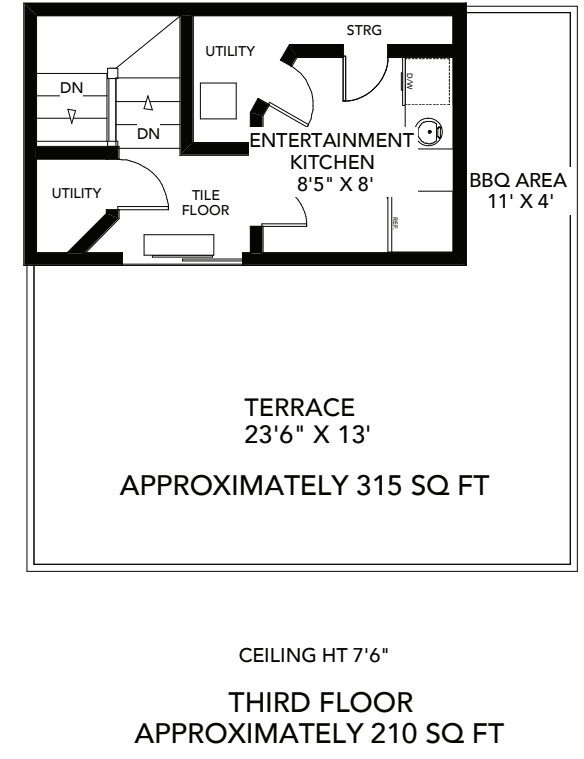 STRG
UTILITY
DN
D/W
DN
ENTERTAINMENT
KITCHEN
8'5" X 8'
BBQ AREA
11' X 4'
UTILITY
TILE
FLOOR
REF.
TERRACE
23'6" X 13'
APPROXIMATELY 315 SQ FT
CEILING HT 7'6"
THIRD FLOOR
APPROXIMATELY 210 SQ FT